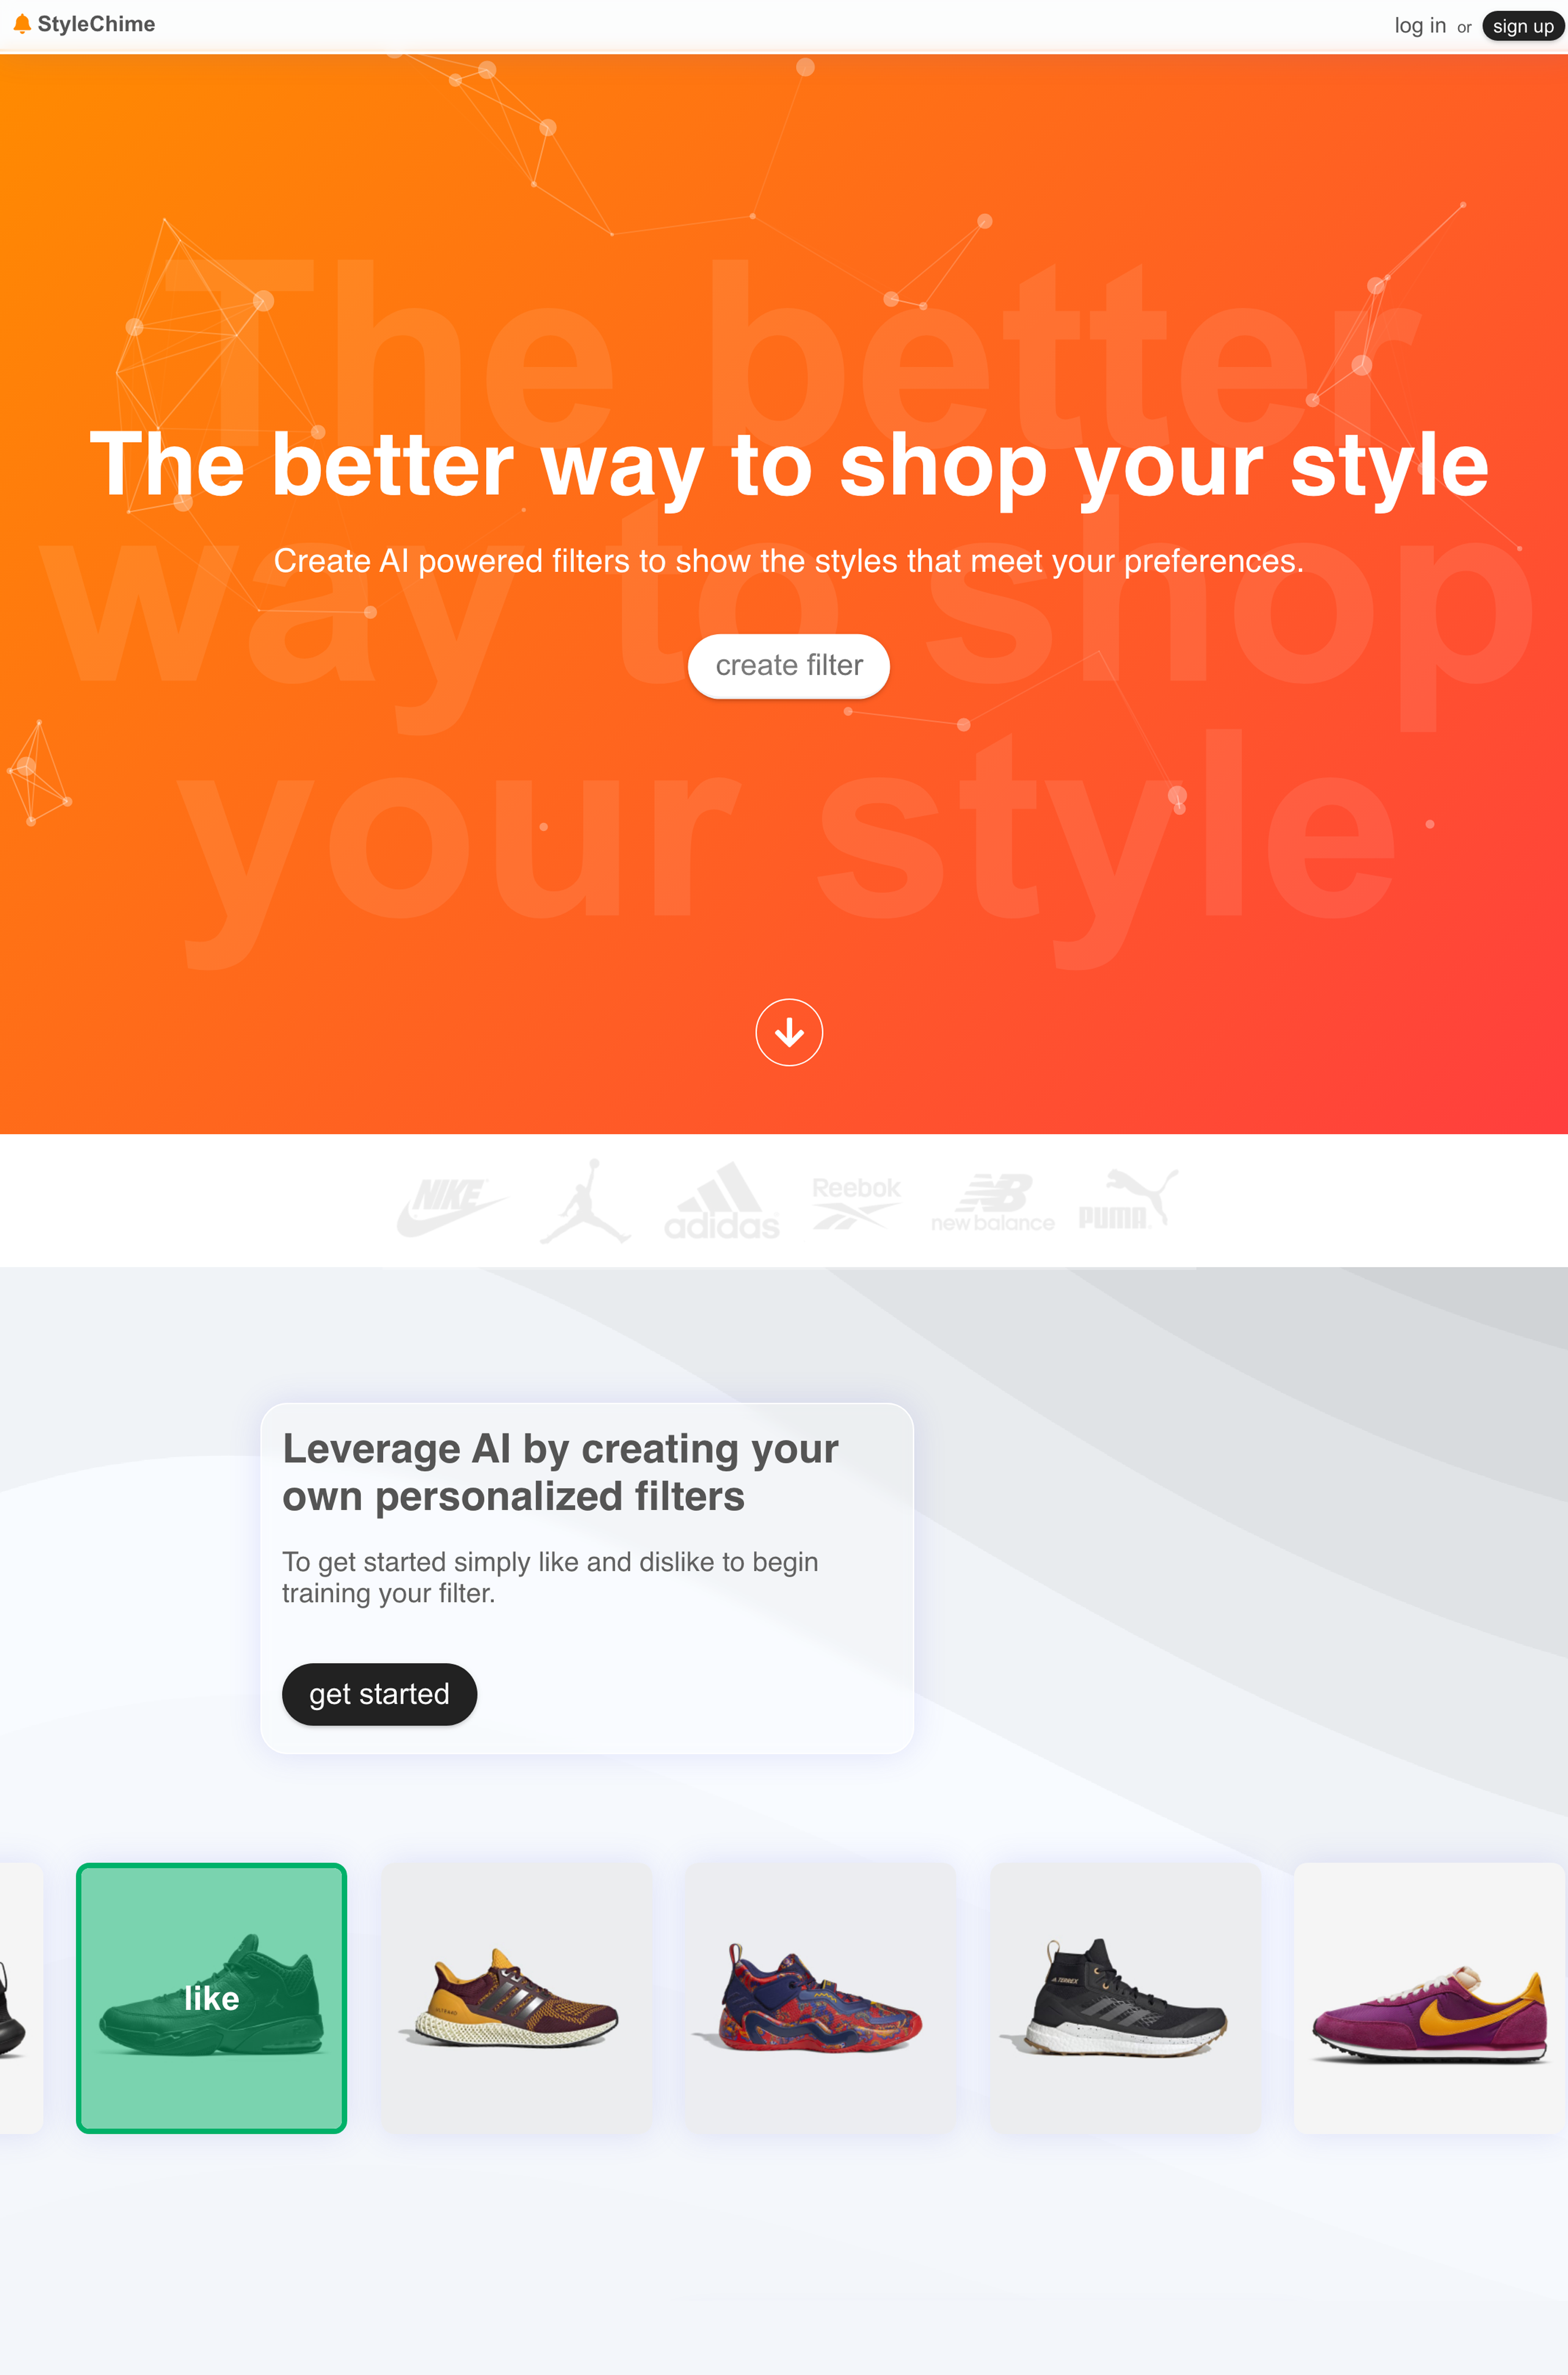 StyleChime
log in or sign up
The better
way to shop
your style
The better way to shop your style
Create AI powered filters to show the styles that meet your preferences.
create filter
NIKE
adidas
Reebok
new balance
PUMA
Leverage AI by creating your
own personalized filters
To get started simply like and dislike to begin
training your filter.
get started
like
TERREX